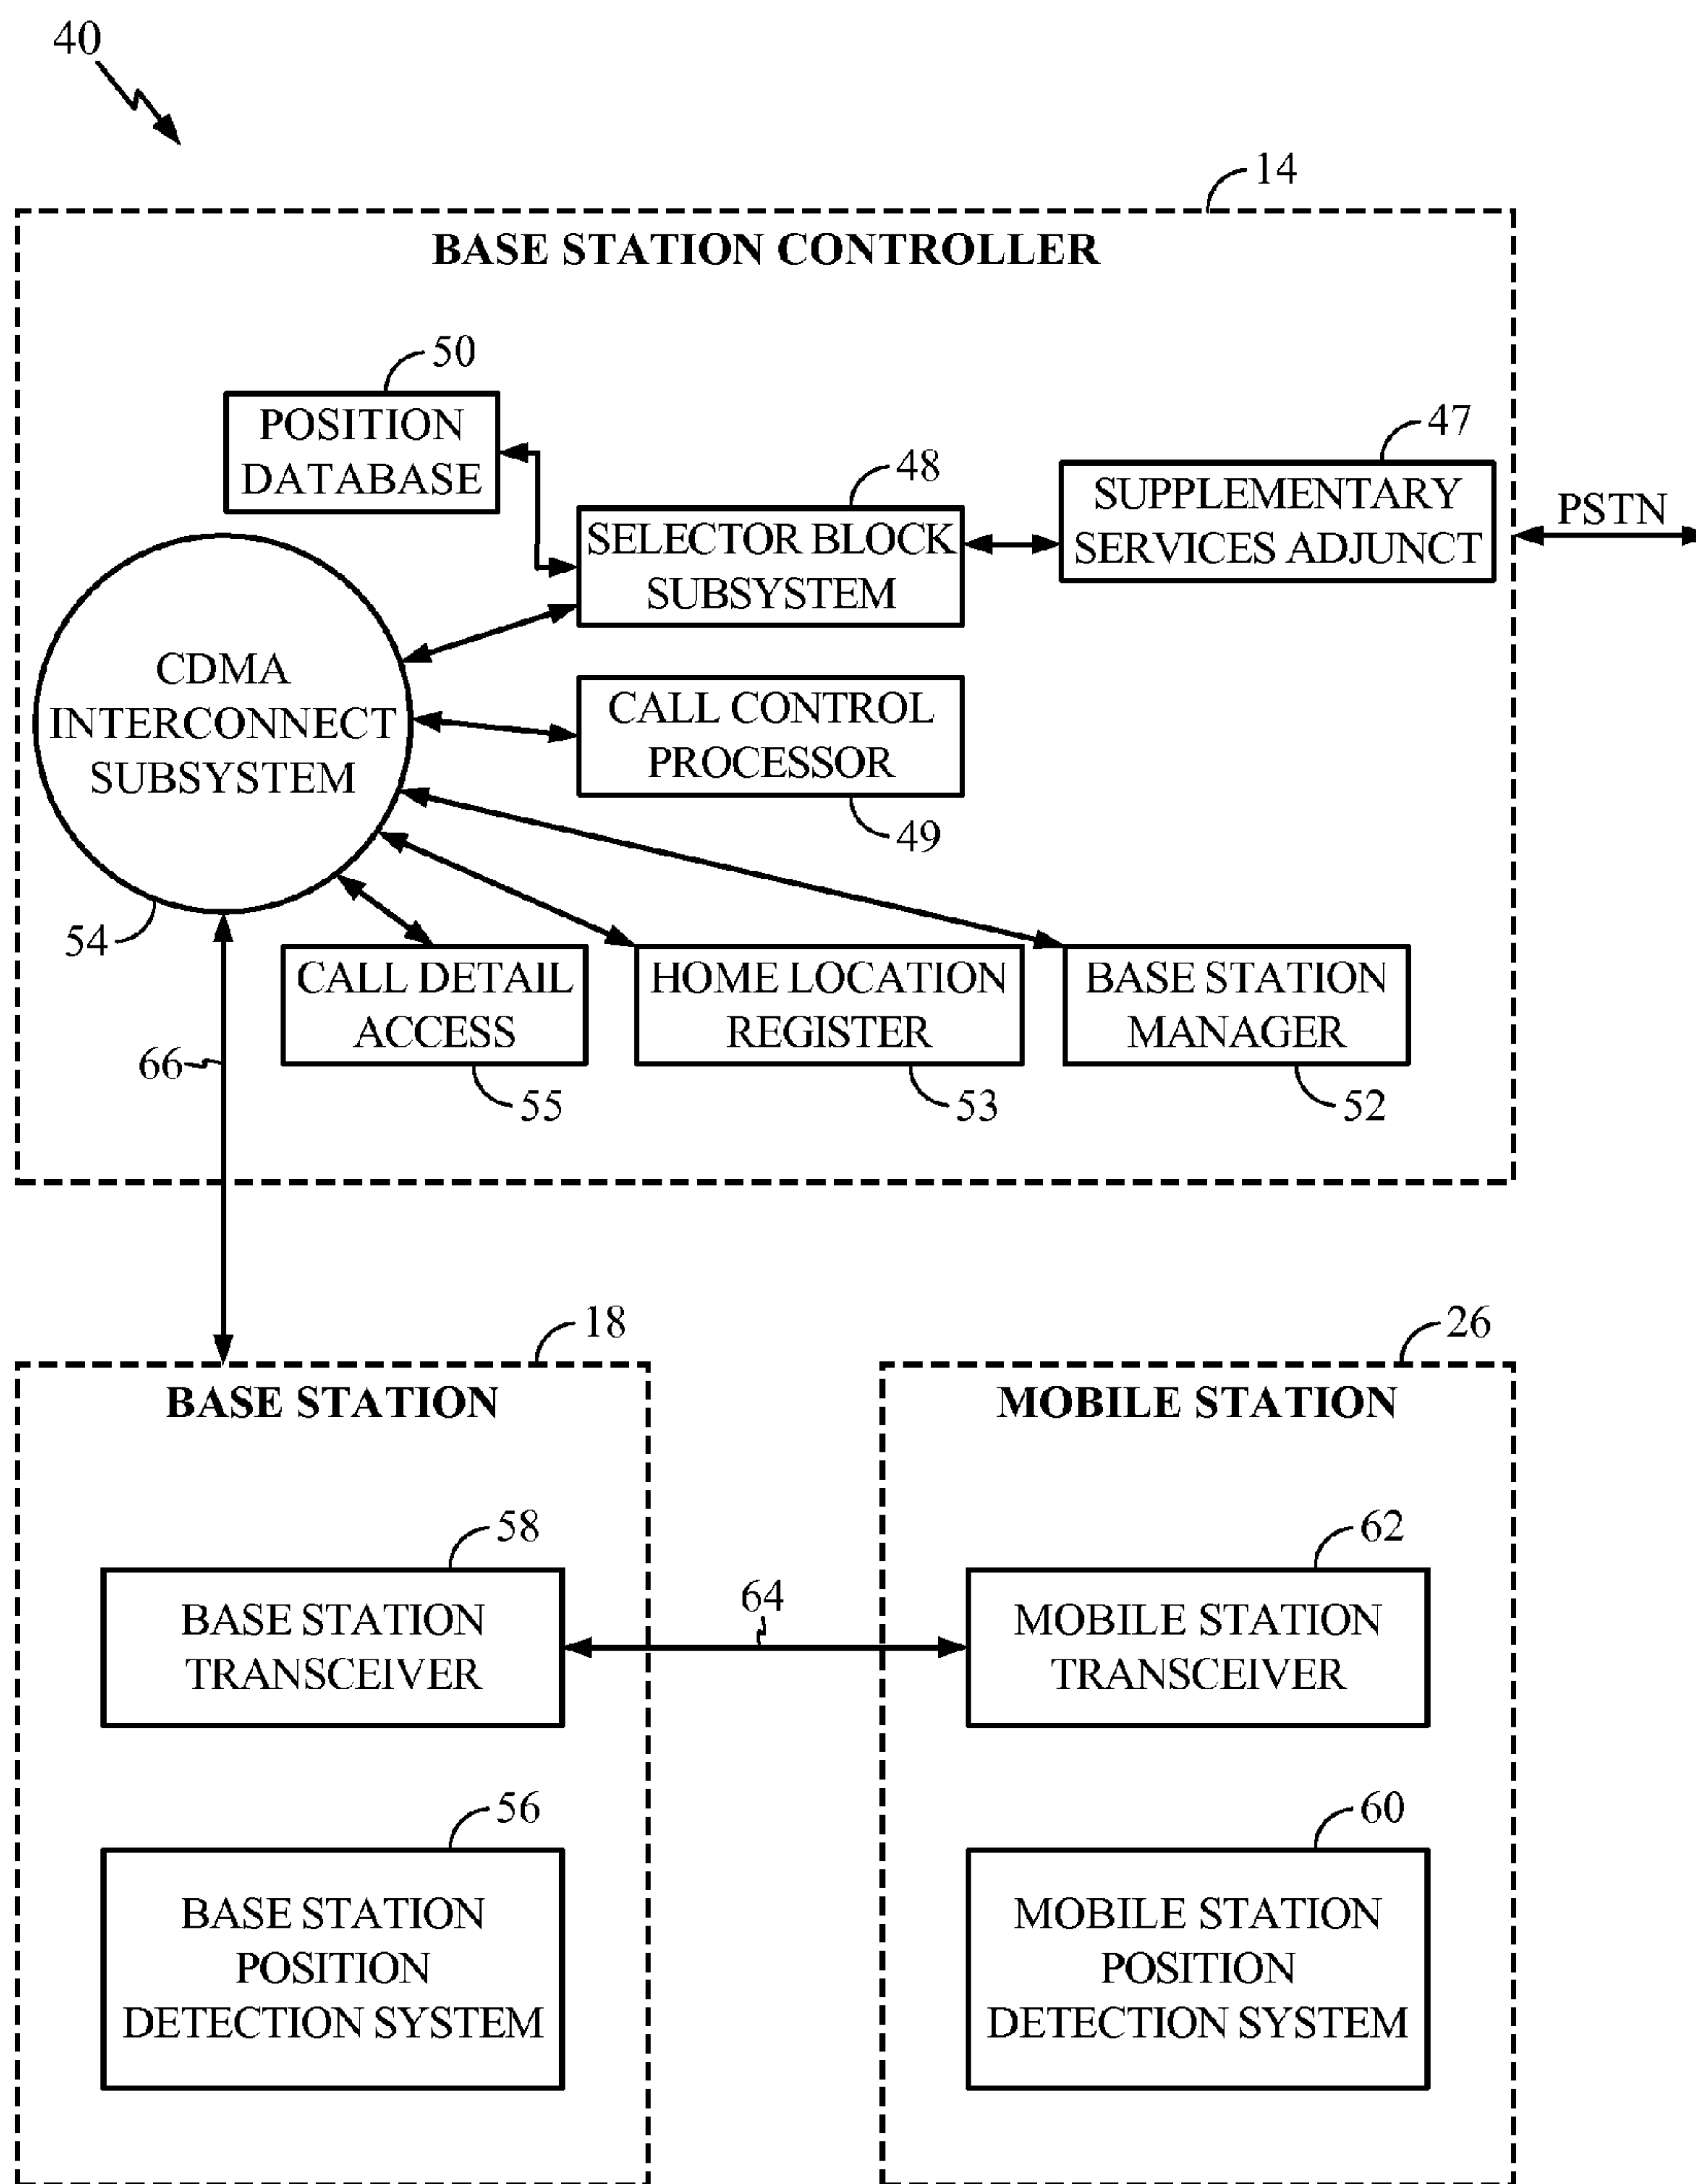 40
14
BASE STATION CONTROLLER
50
POSITION
DATABASE
47
SUPPLEMENTARY
SERVICES ADJUNCT
PSTN
48
SELECTOR BLOCK
SUBSYSTEM
CDMA
INTERCONNECT
SUBSYSTEM
CALL CONTROL
PROCESSOR
49
54
CALL DETAIL
ACCESS
HOME LOCATION
REGISTER
BASE STATION
MANAGER
66
55
53
52
18
26
BASE STATION
MOBILE STATION
58
62
64
BASE STATION
TRANSCEIVER
MOBILE STATION
TRANSCEIVER
56
60
BASE STATION
POSITION
DETECTION SYSTEM
MOBILE STATION
POSITION
DETECTION SYSTEM